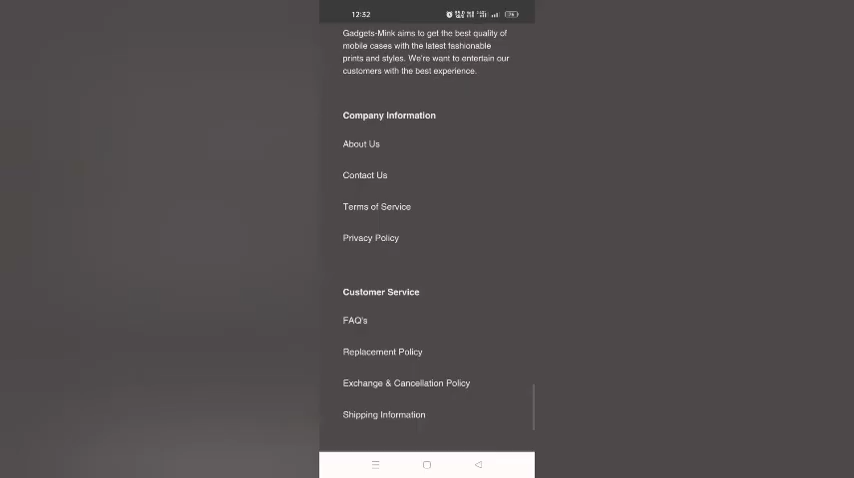 12:32
Gadgets-Mink aims to get the best quality of
mobile cases with the latest fashionable
prints and styles. We're want to entertain our
customers with the best experience.
Company Information
About Us
Contact Us
Terms of Service
Privacy Policy
Customer Service
FAQ's
Replacement Policy
Exchange & Cancellation Policy
Shipping Information